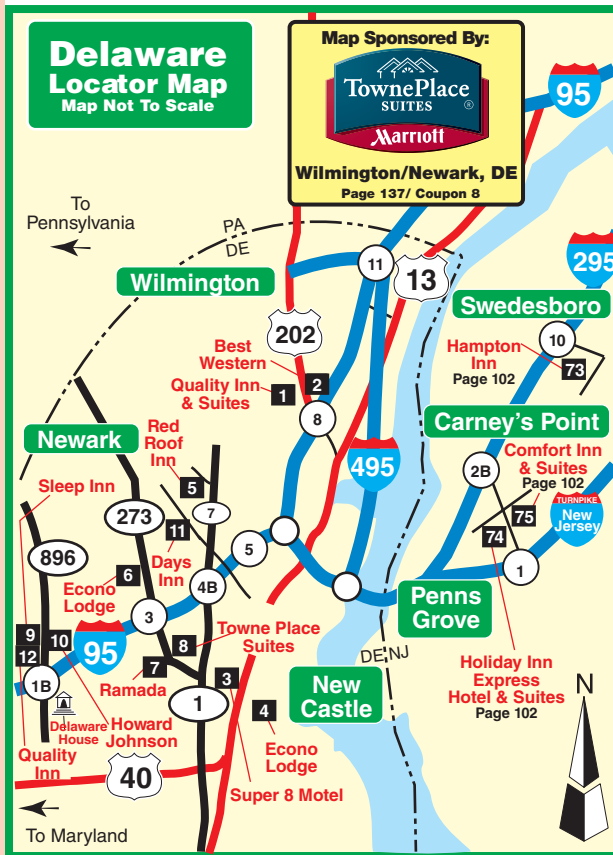 Delaware
Locator Map
Map Not To Scale
Map Sponsored By:
TownePlace
SUITES
®
Marriott
Wilmington/Newark, DE
Page 137/ Coupon 8
95
To
Pennsylvania
PA
DE
11
13
295
Wilmington
Swedesboro
202
10
Best
Western
Hampton
Inn
Page 102
73
2
1
Quality Inn
& Suites
8
Carney's Point
Newark
Red
Roof
Inn
495
2B
Comfort Inn
& Suites
Page 102
Sleep Inn
5
TURNPIKE
New
Jersey
273
7
75
11
74
896
Days
Inn
5
6
Econo
Lodge
4B
1
3
Penns
Grove
9
10
8
Towne Place
Suites
12
95
DE
NJ
7
Ramada
3
1B
1
4
New
Castle
Holiday Inn
Express
Hotel & Suites
Page 102
N
Delaware
House
Howard
Johnson
Econo
Lodge
Quality
Inn
40
Super 8 Motel
To Maryland